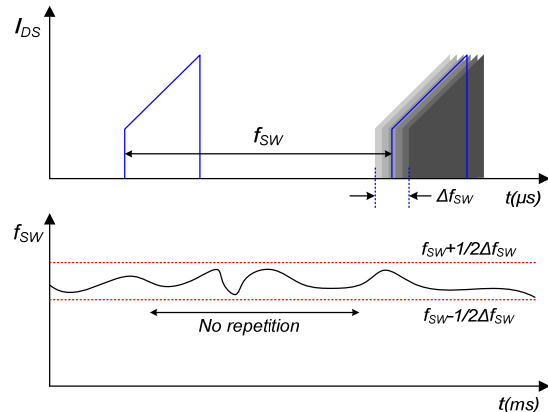 I_DS
f_SW
Δf_SW
t(µs)
f_SW
f_SW+1/2Δf_SW
No repetition
f_SW-1/2Δf_SW
t(ms)